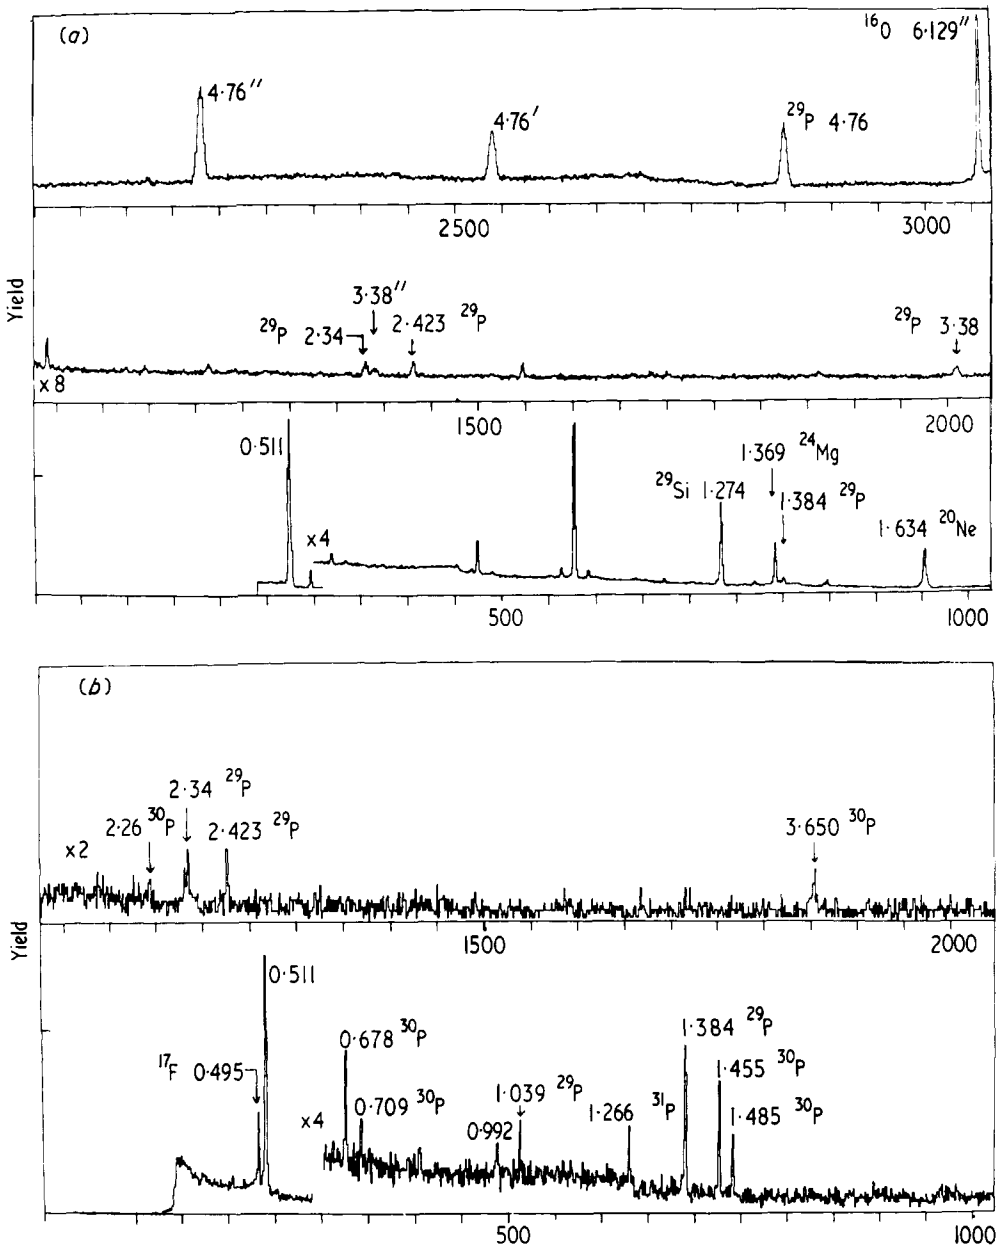 (a)
¹⁶O 6·129″
4·76″
4·76′
²⁹P 4·76
2500
3000
Yield
3·38″
²⁹P 2·34
2·423 ²⁹P
²⁹P 3·38
x8
1500
2000
0·511
1·369 ²⁴Mg
²⁹Si 1·274
1·384 ²⁹P
1·634 ²⁰Ne
x4
500
1000
(b)
2·34 ²⁹P
2·26 ³⁰P
2·423 ²⁹P
3·650 ³⁰P
x2
Yield
1500
2000
0·511
1·384 ²⁹P
0·678 ³⁰P
¹⁷F 0·495
1·455 ³⁰P
1·039 ²⁹P
0·709 ³⁰P
1·266 ³¹P
1·485 ³⁰P
x4
0·992
500
1000